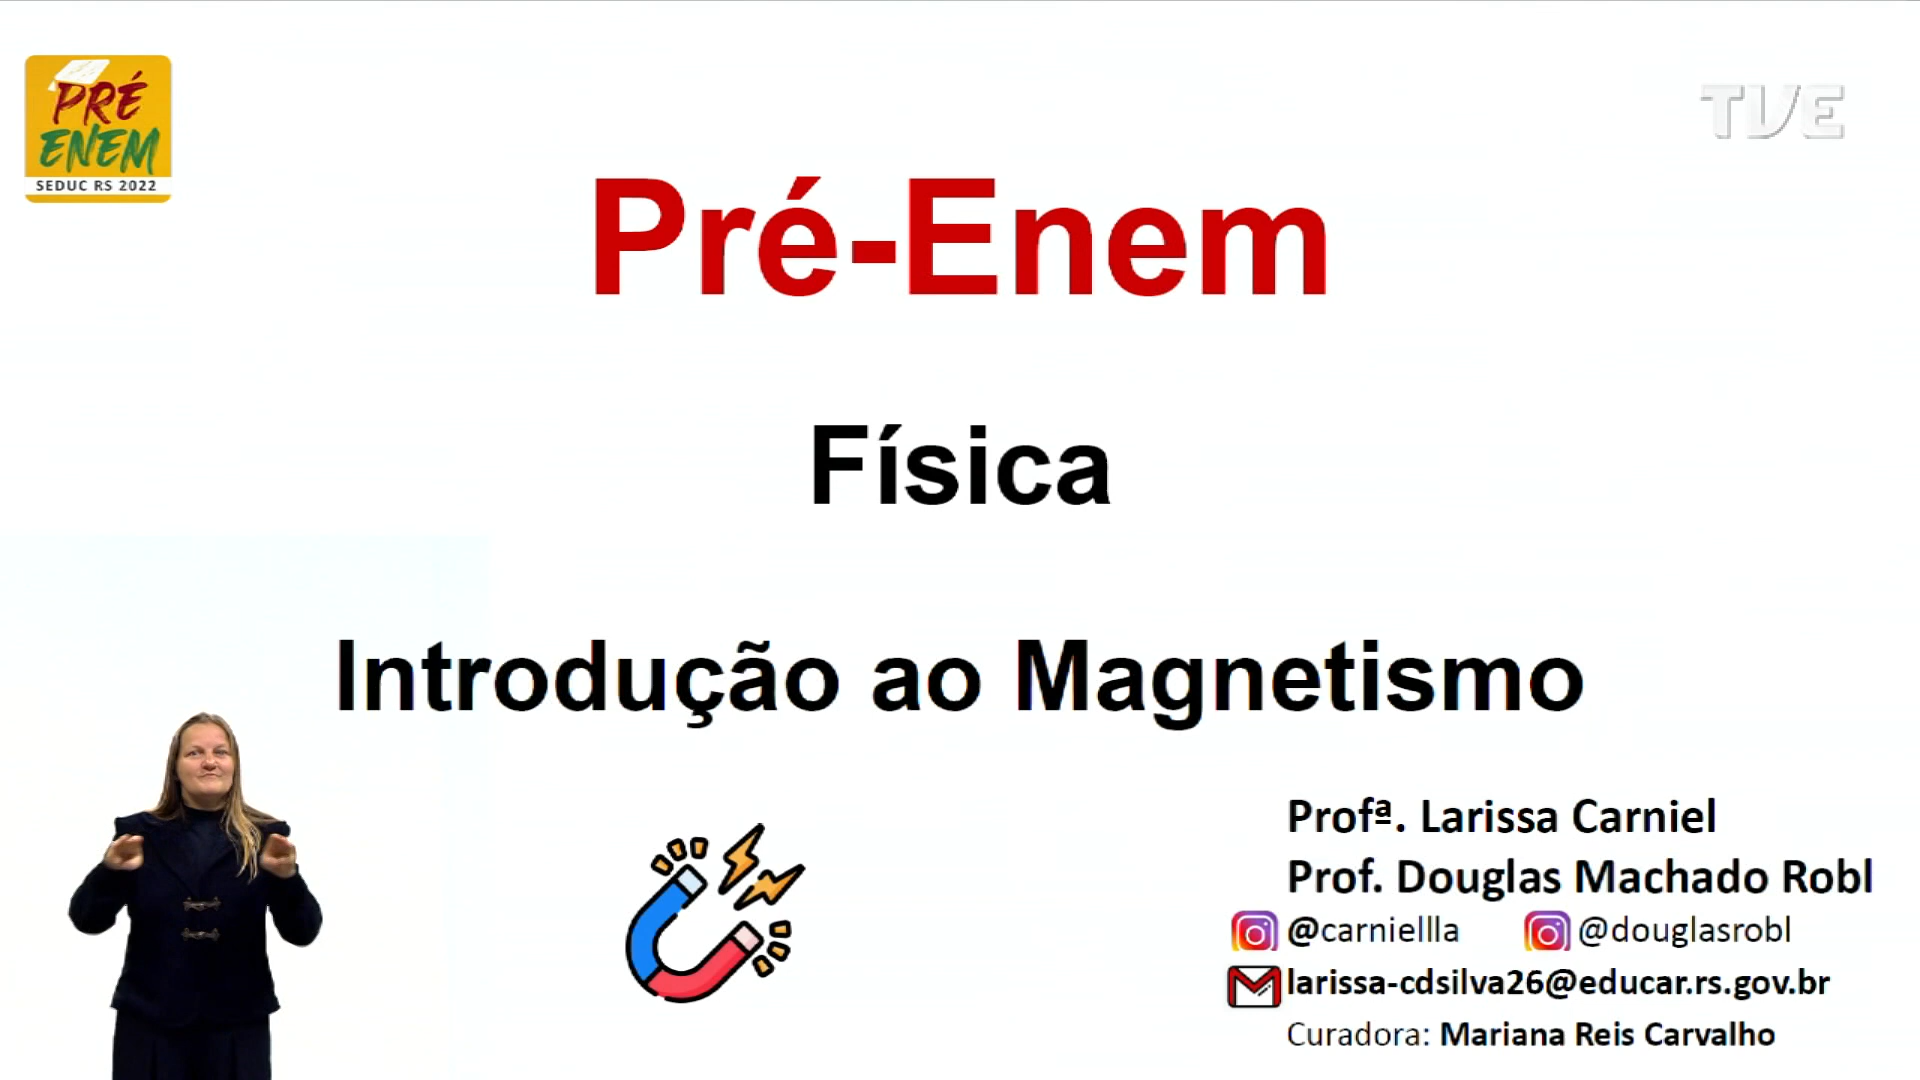 PRÉ
ENEM
SEDUC RS 2022
TVE
Pré-Enem
Física
Introdução ao Magnetismo
Profª. Larissa Carniel
Prof. Douglas Machado Robl
@carniellla @douglasrobl
larissa-cdsilva26@educar.rs.gov.br
Curadora: Mariana Reis Carvalho